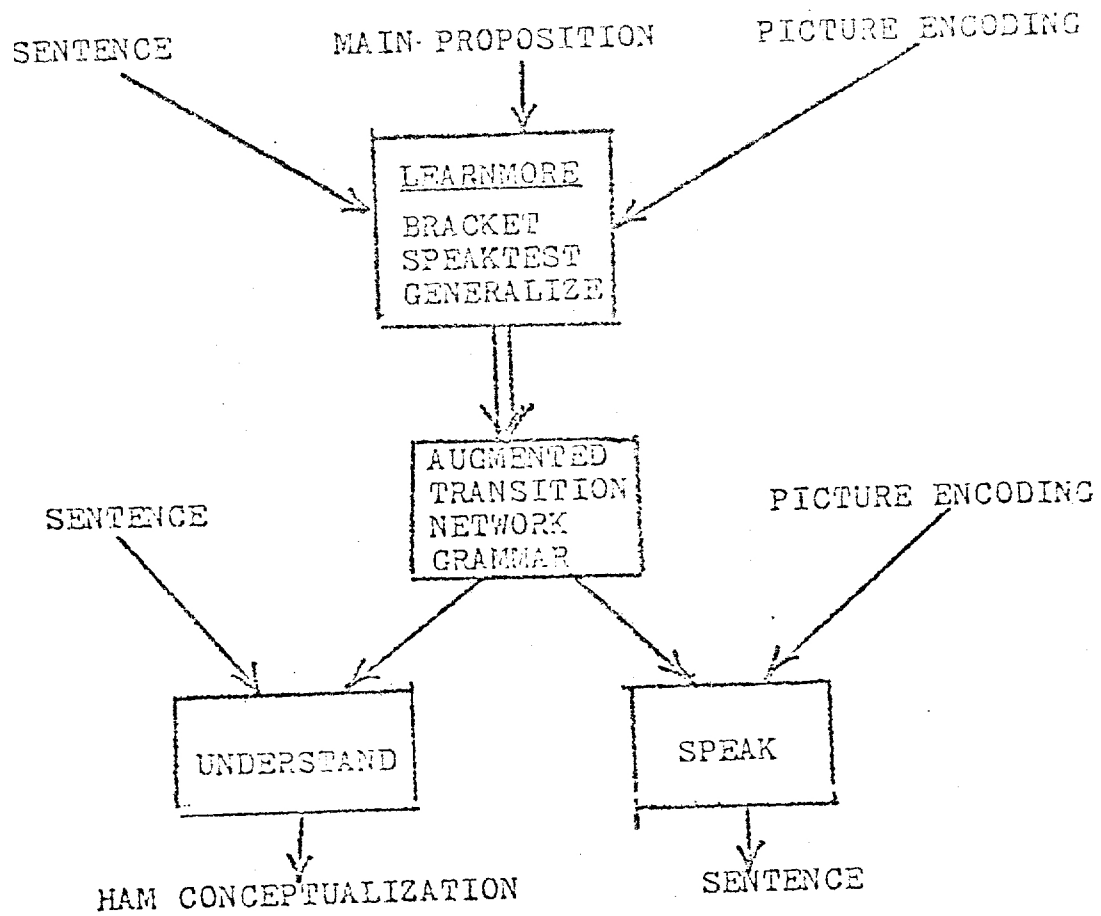 SENTENCE
MAIN PROPOSITION
PICTURE ENCODING
LEARNMORE
BRACKET
SPEAKTEST
GENERALIZE
AUGMENTED
TRANSITION
NETWORK
GRAMMAR
SENTENCE
PICTURE ENCODING
UNDERSTAND
SPEAK
HAM CONCEPTUALIZATION
SENTENCE